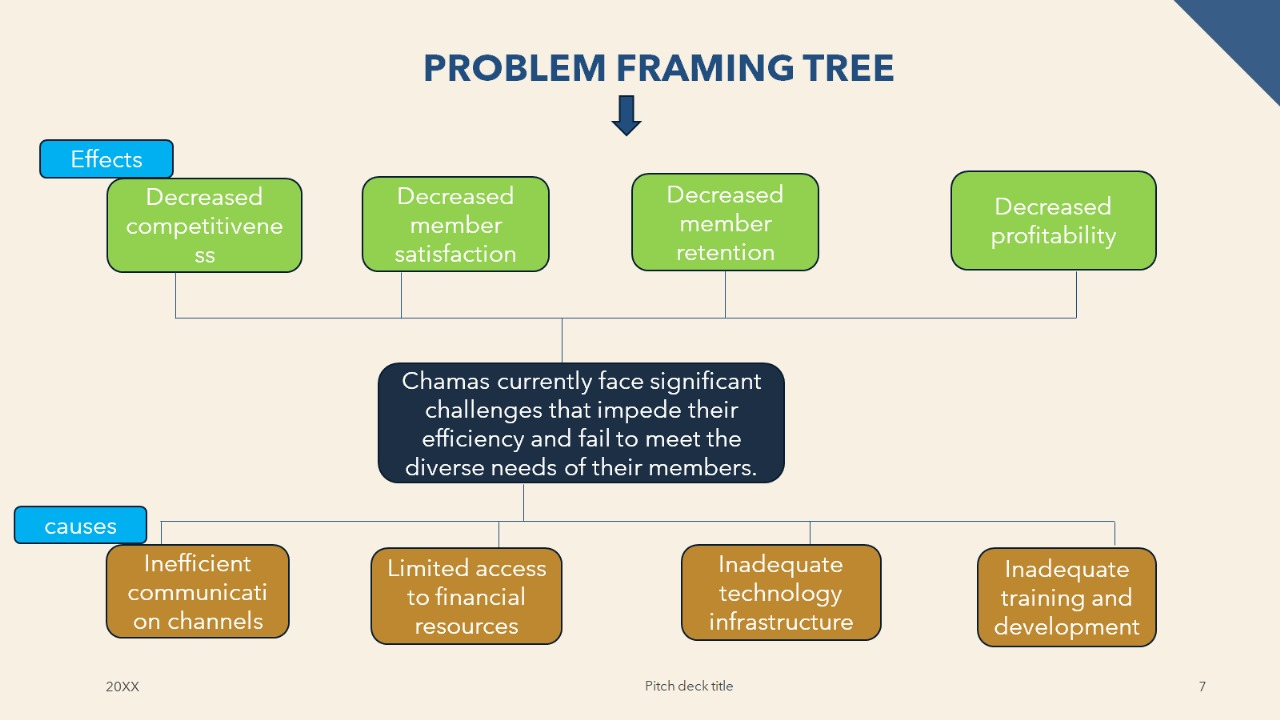 PROBLEM FRAMING TREE
Effects
Decreased
competitivene
ss
Decreased
member
satisfaction
Decreased
member
retention
Decreased
profitability
Chamas currently face significant
challenges that impede their
efficiency and fail to meet the
diverse needs of their members.
causes
Inefficient
communicati
on channels
Limited access
to financial
resources
Inadequate
technology
infrastructure
Inadequate
training and
development
20XX
Pitch deck title
7